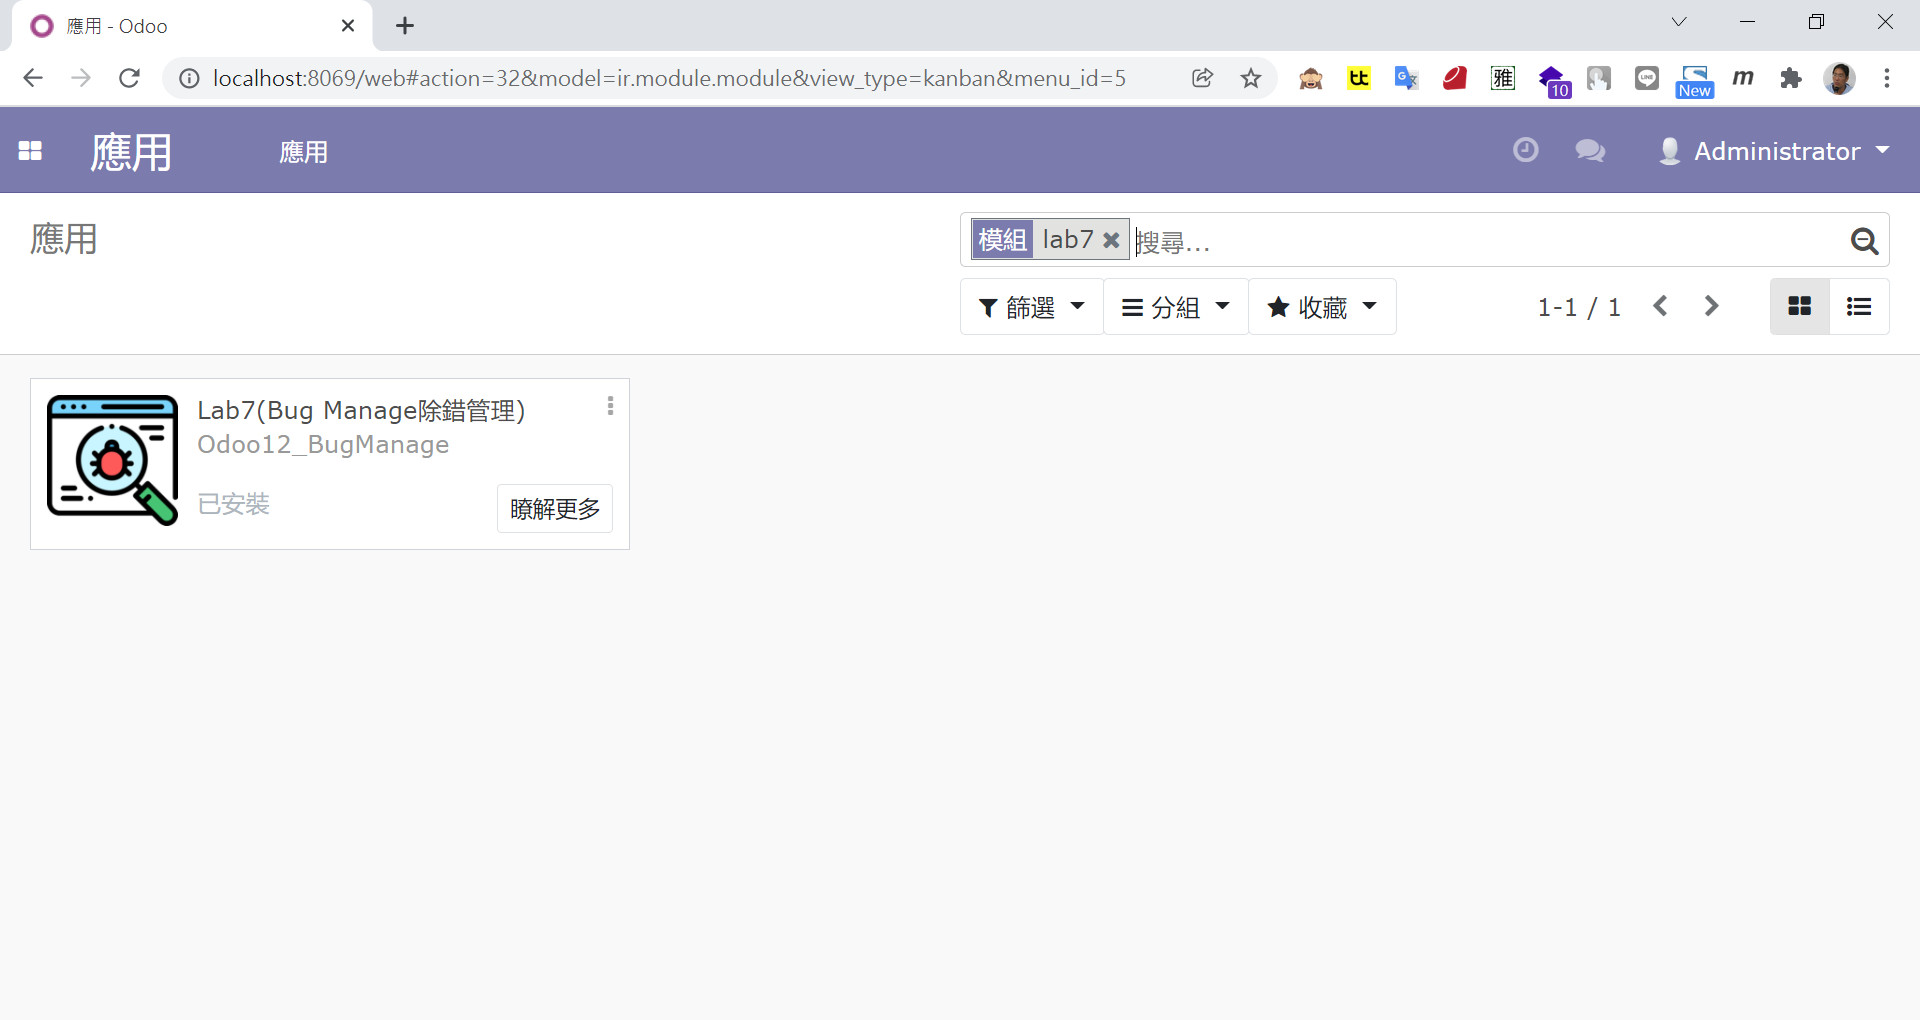 應用 - Odoo
localhost:8069/web#action=32&model=ir.module.module&view_type=kanban&menu_id=5
tt
雅
10
LINE
New
m
應用
應用
Administrator
應用
模組 lab7 搜尋...
篩選 分組 收藏 1-1 / 1
Lab7(Bug Manage除錯管理)
Odoo12_BugManage
已安裝
瞭解更多